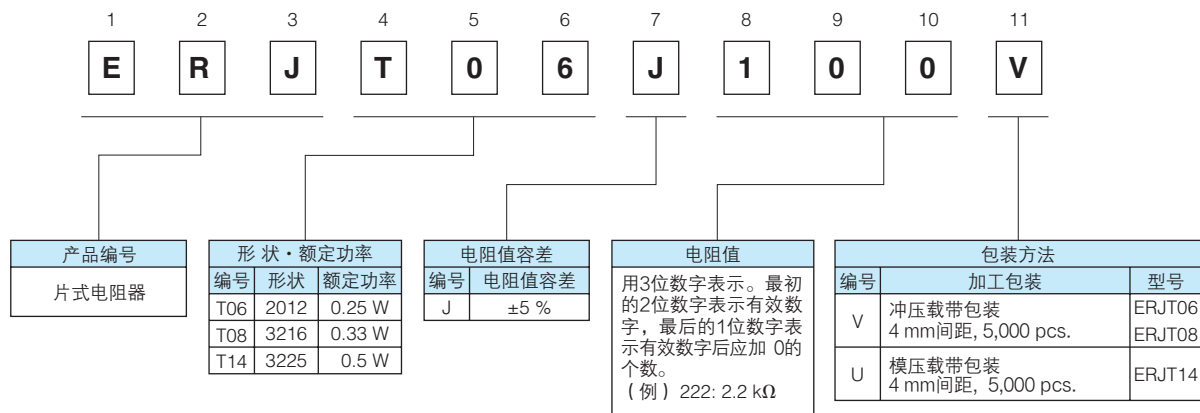 1 2 3 4 5 6 7 8 9 10 11
E R J T 0 6 J 1 0 0 V
产品编号
片式电阻器
形 状・额定功率
编号 形状 额定功率
T06 2012 0.25 W
T08 3216 0.33 W
T14 3225 0.5 W
电阻值容差
编号 电阻值容差
J ±5 %
电阻值
用3位数字表示。最初
的2位数字表示有效数
字，最后的1位数字表
示有效数字后应加 0的
个数。
（例）222: 2.2 kΩ
包装方法
编号 加工包装 型号
V 冲压载带包装 ERJT06
4 mm间距, 5,000 pcs. ERJT08
U 模压载带包装 ERJT14
4 mm间距, 5,000 pcs.